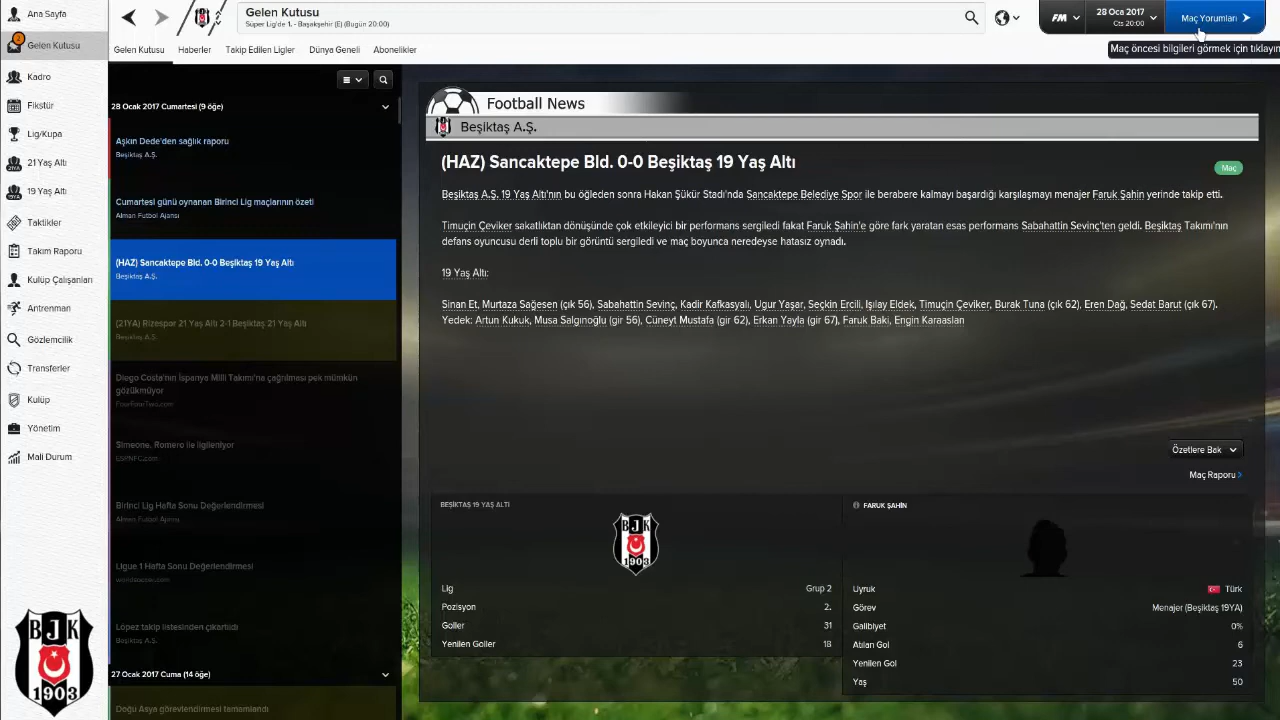 Ana Sayfa
2
Gelen Kutusu
Kadro
Fikstür
Lig/Kupa
21YA
21 Yaş Altı
19YA
19 Yaş Altı
Taktikler
Takım Raporu
Kulüp Çalışanları
Antrenman
Gözlemcilik
Transferler
Kulüp
Yönetim
Mali Durum
BJK
1903
Gelen Kutusu
Süper Lig'de 1. - Başakşehir (E) (Bugün 20:00)
FM
28 Oca 2017
Cts 20:00
Maç Yorumları
Maç öncesi bilgileri görmek için tıklayın
Gelen Kutusu Haberler Takip Edilen Ligler Dünya Geneli Abonelikler
28 Ocak 2017 Cumartesi (9 öğe)
Aşkın Dede'den sağlık raporu
Beşiktaş A.Ş.
Cumartesi günü oynanan Birinci Lig maçlarının özeti
Alman Futbol Ajansı
(HAZ) Sancaktepe Bld. 0-0 Beşiktaş 19 Yaş Altı
Beşiktaş A.Ş.
(21YA) Rizespor 21 Yaş Altı 2-1 Beşiktaş 21 Yaş Altı
Beşiktaş A.Ş.
Diego Costa'nın İspanya Milli Takımı'na çağrılması pek mümkün
gözükmüyor
FourFourTwo.com
Simeone, Romero ile ilgileniyor
ESPNFC.com
Birinci Lig Hafta Sonu Değerlendirmesi
Alman Futbol Ajansı
Ligue 1 Hafta Sonu Değerlendirmesi
worldsoccer.com
López takip listesinden çıkartıldı
Beşiktaş A.Ş.
27 Ocak 2017 Cuma (14 öğe)
Doğu Asya görevlendirmesi tamamlandı
Football News
Beşiktaş A.Ş.
(HAZ) Sancaktepe Bld. 0-0 Beşiktaş 19 Yaş Altı
Maç
Beşiktaş A.Ş. 19 Yaş Altı'nın bu öğleden sonra Hakan Şükür Stadı'nda Sancaktepe Belediye Spor ile berabere kalmayı başardığı karşılaşmayı menajer Faruk Şahin yerinde takip etti.
Timuçin Çeviker sakatlıktan dönüşünde çok etkileyici bir performans sergiledi fakat Faruk Şahin'e göre fark yaratan esas performans Sabahattin Sevinç'ten geldi. Beşiktaş Takımı'nın
defans oyuncusu derli toplu bir görüntü sergiledi ve maç boyunca neredeyse hatasız oynadı.
19 Yaş Altı:
Sinan Et, Murtaza Sağesen (çık 56), Sabahattin Sevinç, Kadir Kafkasyalı, Ugur Yaşar, Seçkin Ercili, Işılay Eldek, Timuçin Çeviker, Burak Tuna (çık 62), Eren Dağ, Sedat Barut (çık 67).
Yedek: Artun Kukuk, Musa Salgınoğlu (gir 56), Cüneyt Mustafa (gir 62), Erkan Yayla (gir 67), Faruk Baki, Engin Karaaslan
Özetlere Bak
Maç Raporu
BEŞİKTAŞ 19 YAŞ ALTI
BJK
1903
Lig Grup 2
Pozisyon 2.
Goller 31
Yenilen Goller 18
FARUK ŞAHİN
Uyruk Türk
Görev Menajer (Beşiktaş 19YA)
Galibiyet 0%
Atılan Gol 6
Yenilen Gol 23
Yaş 50